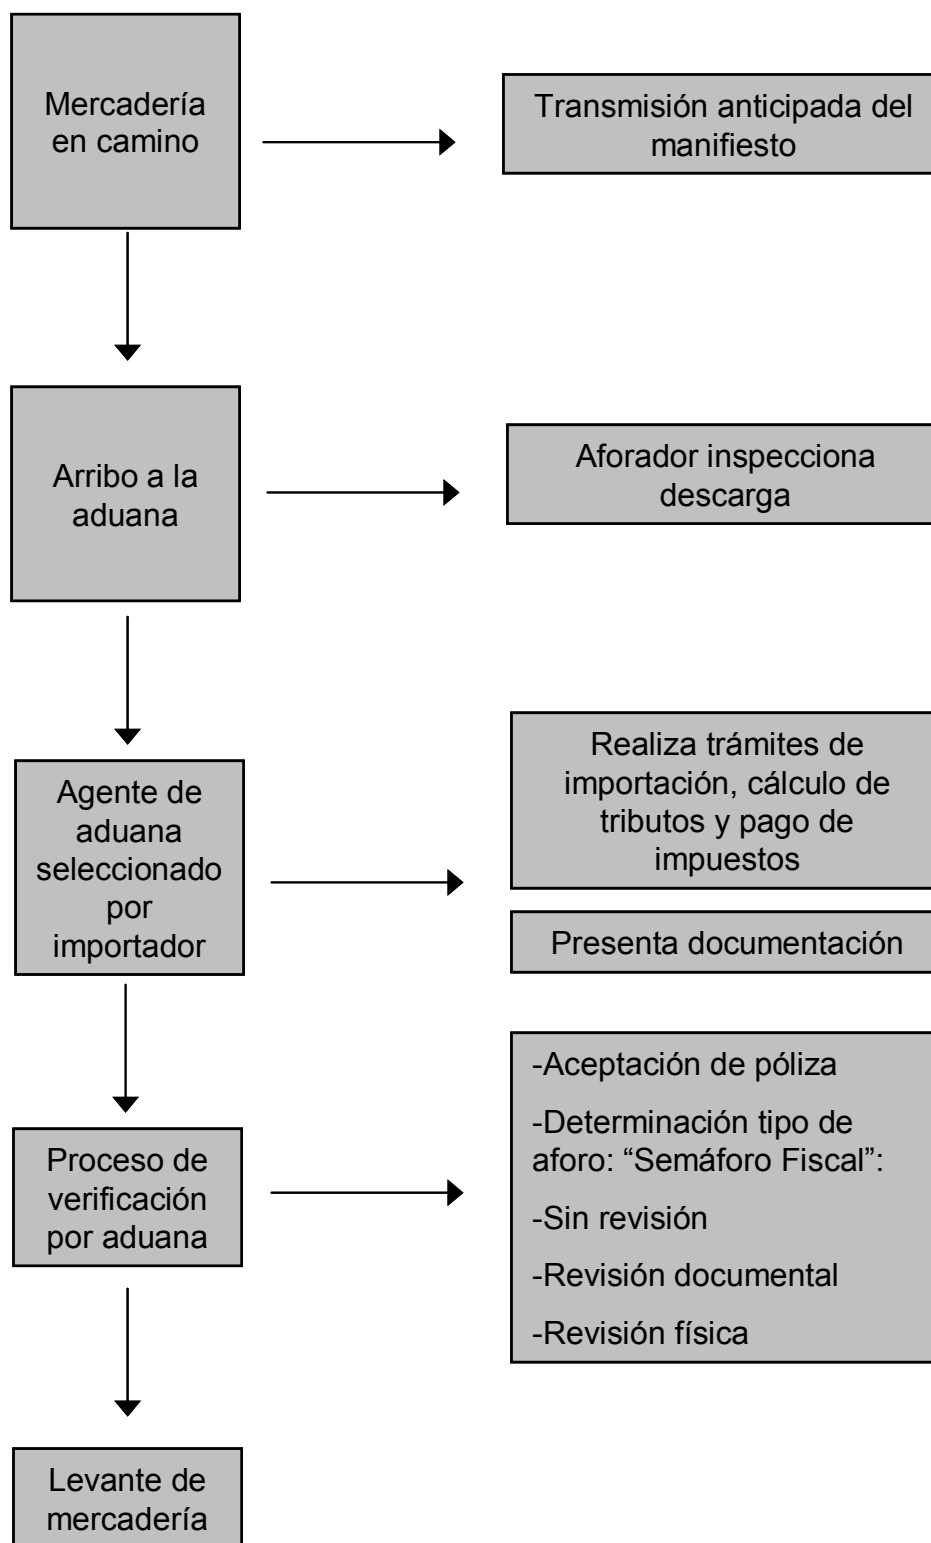 Mercadería
en camino
Transmisión anticipada del
manifiesto
Arribo a la
aduana
Aforador inspecciona
descarga
Agente de
aduana
seleccionado
por
importador
Realiza trámites de
importación, cálculo de
tributos y pago de
impuestos
Presenta documentación
Proceso de
verificación
por aduana
-Aceptación de póliza
-Determinación tipo de
aforo: “Semáforo Fiscal”:
-Sin revisión
-Revisión documental
-Revisión física
Levante de
mercadería